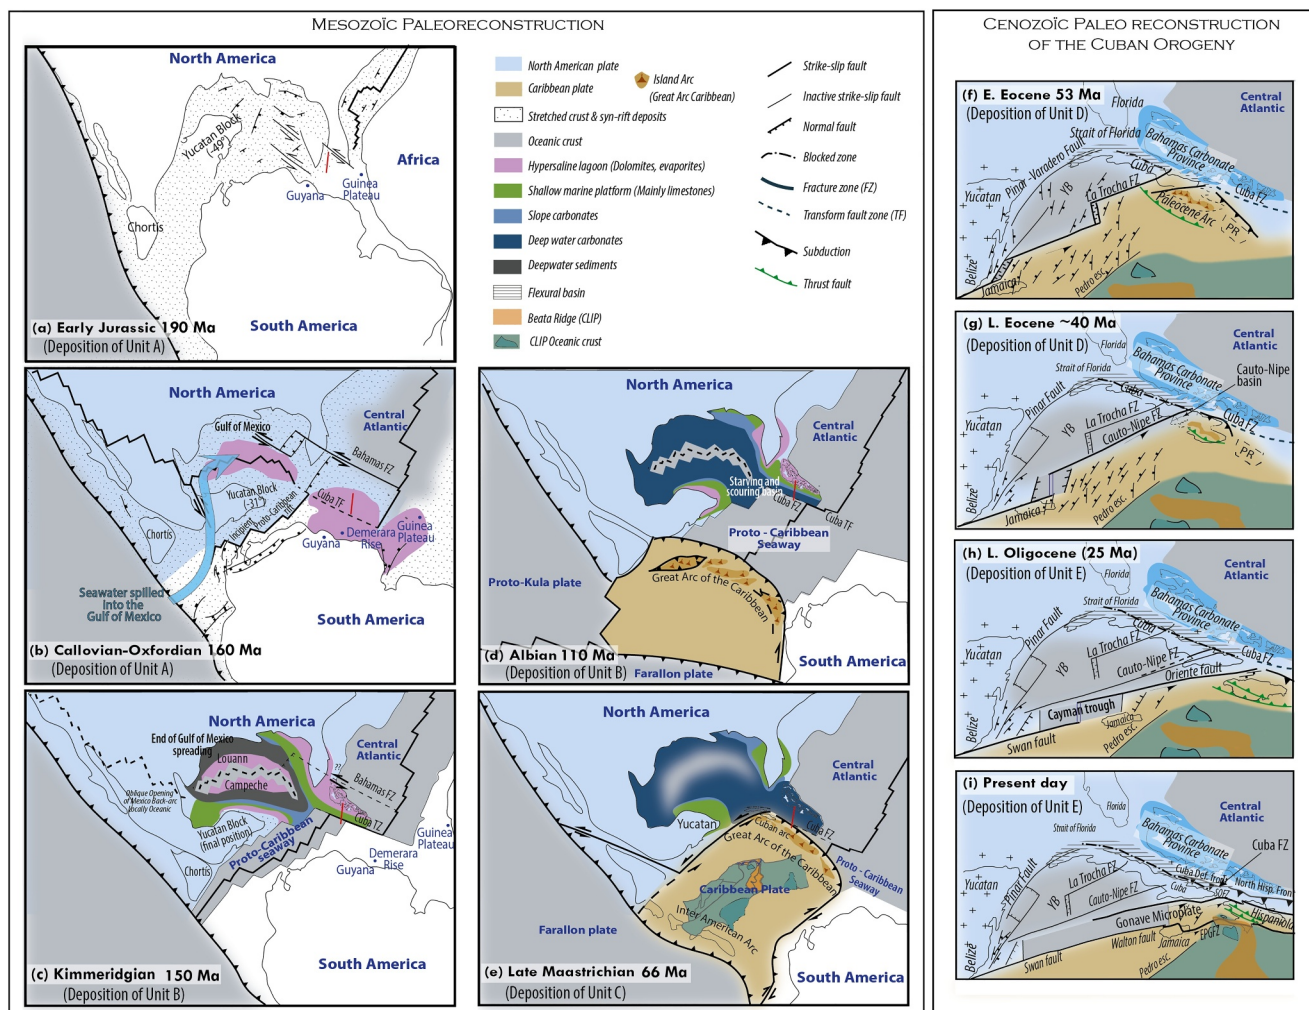 MESOZOÏC PALEORECONSTRUCTION
North America
Yucatan Block
(-49°)
Africa
Guyana
Guinea
Plateau
Chortis
South America
(a) Early Jurassic 190 Ma
(Deposition of Unit A)
North American plate
Caribbean plate
Island Arc
(Great Arc Caribbean)
Stretched crust & syn-rift deposits
Oceanic crust
Hypersaline lagoon (Dolomites, evaporites)
Shallow marine platform (Mainly limestones)
Slope carbonates
Deep water carbonates
Deepwater sediments
Flexural basin
Beata Ridge (CLIP)
CLIP Oceanic crust
Strike-slip fault
Inactive strike-slip fault
Normal fault
Blocked zone
Fracture zone (FZ)
Transform fault zone (TF)
Subduction
Thrust fault
North America
Gulf of Mexico
Central
Atlantic
Bahamas FZ
Yucatan Block
(-31°)
Incipient
Proto-Caribbean
rift
Cuba TF
Chortis
Guyana
Demerara
Rise
Guinea
Plateau
Seawater spilled
Into the
Gulf of Mexico
South America
(b) Callovian-Oxfordian 160 Ma
(Deposition of Unit A)
North America
End of Gulf of Mexico
spreading
Louann
Campeche
Central
Atlantic
??
Bahamas FZ
Oblique Opening
of Mexico Back-arc
Locally Oceanic
Yucatan Block
(final position)
Proto-Caribbean
seaway
Cuba TZ
Guinea
Plateau
Demerara
Rise
Guyana
Chortis
South America
(c) Kimmeridgian 150 Ma
(Deposition of Unit B)
North America
Central
Atlantic
Starving and
scouring basin
Cuba FZ
Cuba TF
Proto - Caribbean
Seaway
Proto-Kula plate
Great Arc of the Caribbean
(d) Albian 110 Ma
(Deposition of Unit B)
South America
Farallon plate
North America
Central
Atlantic
Yucatan
Cuban arc
Cuba FZ
Great Arc of the Caribbean
Proto - Caribbean
Seaway
Caribbean Plate
Inter American Arc
Farallon plate
(e) Late Maastrichian 66 Ma
(Deposition of Unit C)
South America
CENOZOÏC PALEO RECONSTRUCTION
OF THE CUBAN OROGENY
(f) E. Eocene 53 Ma
(Deposition of Unit D)
Florida
Central
Atlantic
Strait of Florida
Bahamas Carbonate
Province
Pinar -Varadero Fault
Cuba
Yucatan
YB
La Trocha FZ
Cuba FZ
Paleocene Arc
PR
Belize
Jamaica
Pedro esc.
(g) L. Eocene ~40 Ma
(Deposition of Unit D)
Florida
Central
Atlantic
Strait of Florida
Bahamas Carbonate
Province
Cauto-Nipe
basin
Pinar Fault
Cuba
Yucatan
YB
La Trocha FZ
Cauto-Nipe FZ
Cuba FZ
PR
Belize
Jamaica
Pedro esc.
(h) L. Oligocene (25 Ma)
(Deposition of Unit E)
Florida
Central
Atlantic
Strait of Florida
Bahamas Carbonate
Province
Pinar Fault
Cuba
Yucatan
YB
La Trocha FZ
Cauto-Nipe FZ
Cuba FZ
Oriente fault
Cayman trough
Jamaica
Belize
Swan fault
Pedro esc.
(i) Present day
(Deposition of Unit E)
Florida
Central
Atlantic
Strait of Florida
Bahamas Carbonate
Province
Cuba FZ
Pinar Fault
Cuba Def. front
Yucatan
YB
La Trocha FZ
Cuba
SOFZ
North Hisp. Front
Cauto-Nipe FZ
Gonave Microplate
Hispaniola
Walton fault
Jamaica
EPGFZ
Belize
Swan fault
Pedro esc.